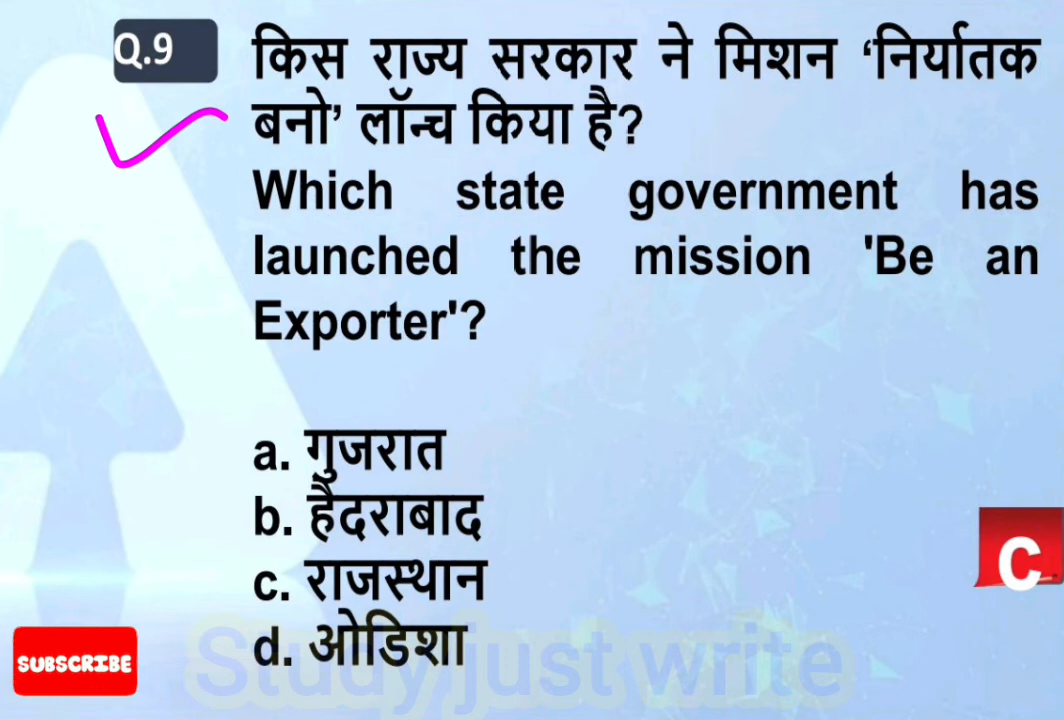 Q.9
किस राज्य सरकार ने मिशन ‘निर्यातक
बनो’ लॉन्च किया है?
Which state government has
launched the mission 'Be an
Exporter'?
a. गुजरात
b. हैदराबाद
c. राजस्थान
C
d. ओडिशा
SUBSCRIBE
Study just write